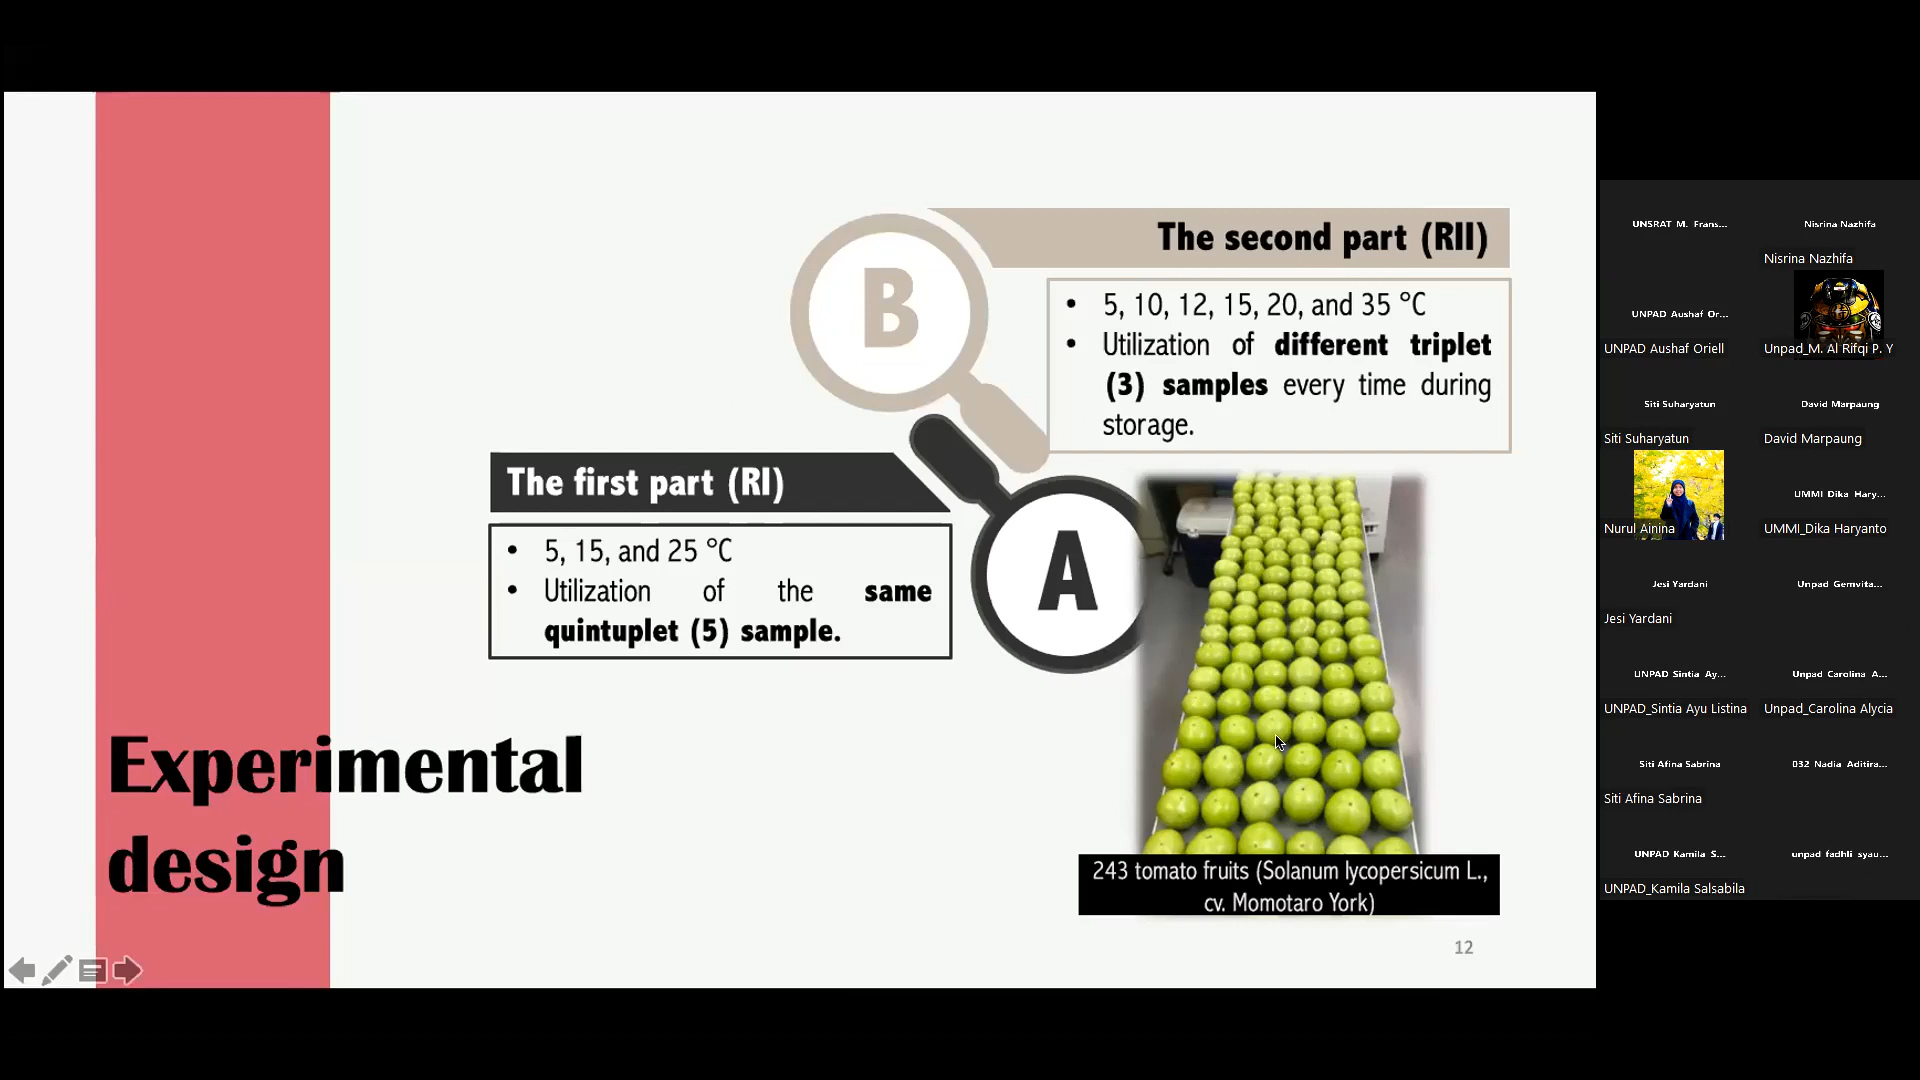 The second part (RII)
B
• 5, 10, 12, 15, 20, and 35 °C
• Utilization of different triplet
(3) samples every time during
storage.
The first part (RI)
A
• 5, 15, and 25 °C
• Utilization of the same
quintuplet (5) sample.
Experimental
design
243 tomato fruits (Solanum lycopersicum L.,
cv. Momotaro York)
12
UNSRAT M. Frans...
Nisrina Nazhifa
Nisrina Nazhifa
UNPAD Aushaf Or...
UNPAD Aushaf Oriell
Unpad_M. Al Rifqi P. Y
Siti Suharyatun
David Marpaung
Siti Suharyatun
David Marpaung
UMMI Dika Hary...
Nurul Ainina
UMMI_Dika Haryanto
Jesi Yardani
Unpad Gemvita...
Jesi Yardani
UNPAD Sintia Ay...
Unpad Carolina A...
UNPAD_Sintia Ayu Listina
Unpad_Carolina Alycia
Siti Afina Sabrina
032 Nadia Aditira...
Siti Afina Sabrina
UNPAD Kamila S...
unpad fadhli syau...
UNPAD_Kamila Salsabila